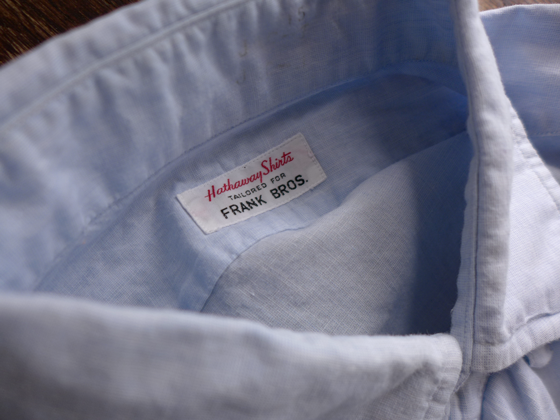 Hathaway Shirts
TAILORED FOR
FRANK BROS.